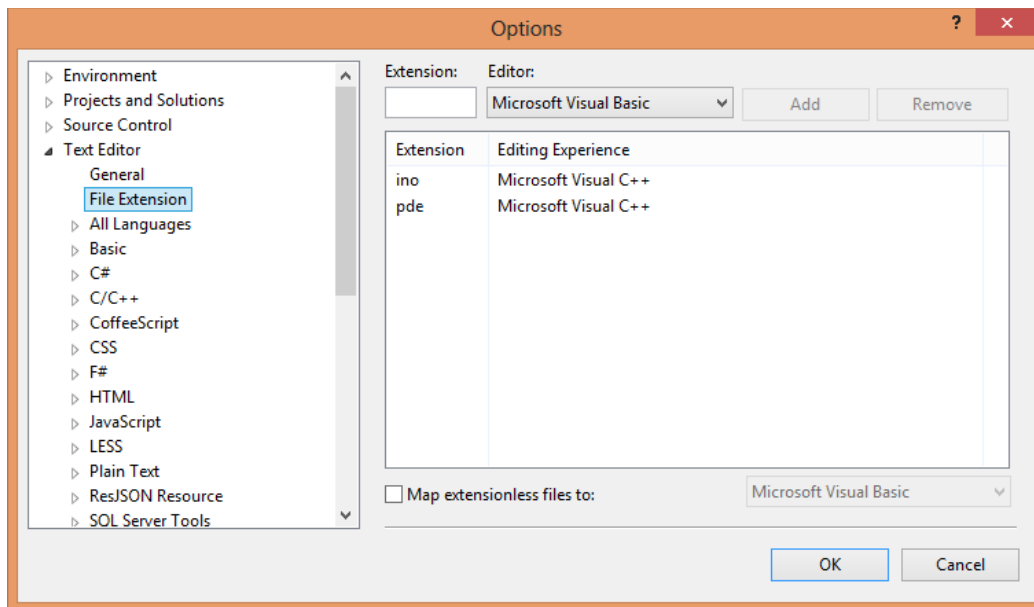 Options
?
×
Environment
Projects and Solutions
Source Control
Text Editor
General
File Extension
All Languages
Basic
C#
C/C++
CoffeeScript
CSS
F#
HTML
JavaScript
LESS
Plain Text
ResJSON Resource
SQL Server Tools
Extension: Editor:
Microsoft Visual Basic Add Remove
Extension Editing Experience
ino Microsoft Visual C++
pde Microsoft Visual C++
Map extensionless files to: Microsoft Visual Basic
OK Cancel